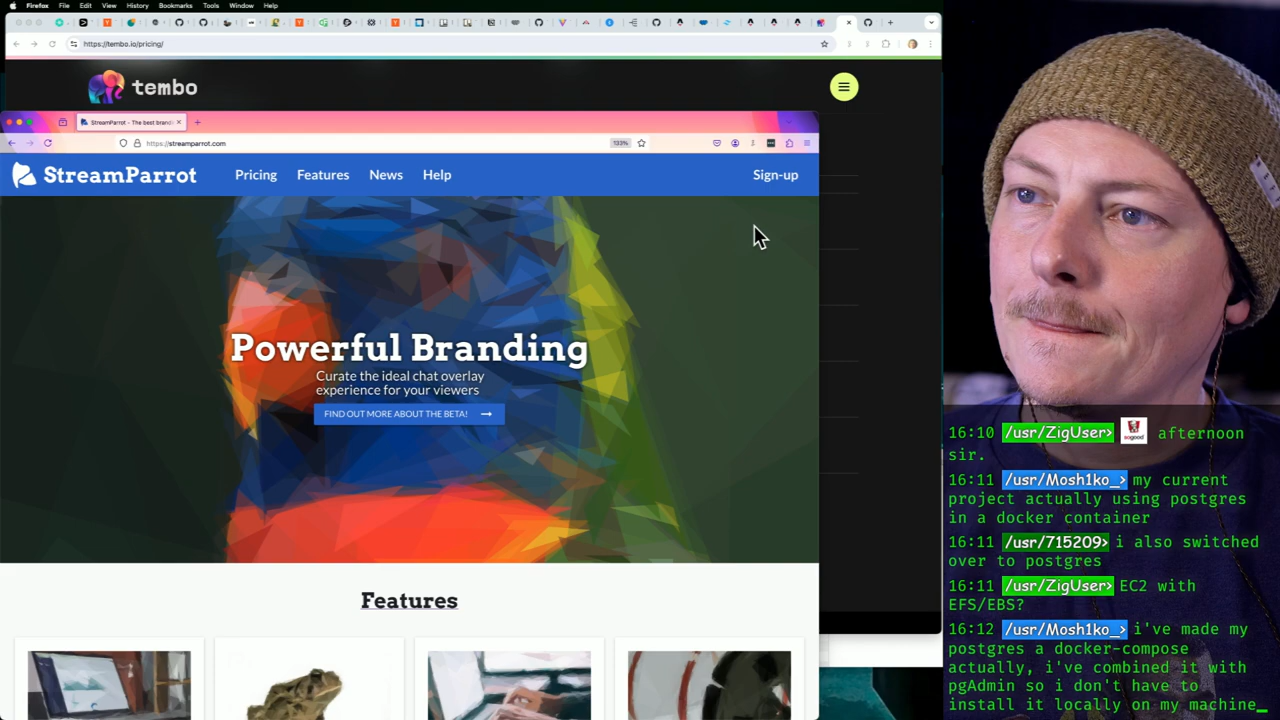 Firefox File Edit View History Bookmarks Tools Window Help
https://tembo.io/pricing/
tembo
StreamParrot - The best brandi
https://streamparrot.com
133%
StreamParrot Pricing Features News Help Sign-up
Powerful Branding
Curate the ideal chat overlay
experience for your viewers
FIND OUT MORE ABOUT THE BETA!
Features
16:10 /usr/ZigUser> sogood afternoon
sir.
16:11 /usr/Mosh1ko_> my current
project actually using postgres
in a docker container
16:11 /usr/715209> i also switched
over to postgres
16:11 /usr/ZigUser> EC2 with
EFS/EBS?
16:12 /usr/Mosh1ko_> i've made my
postgres a docker-compose
actually, i've combined it with
pgAdmin so i don't have to
install it locally on my machine_